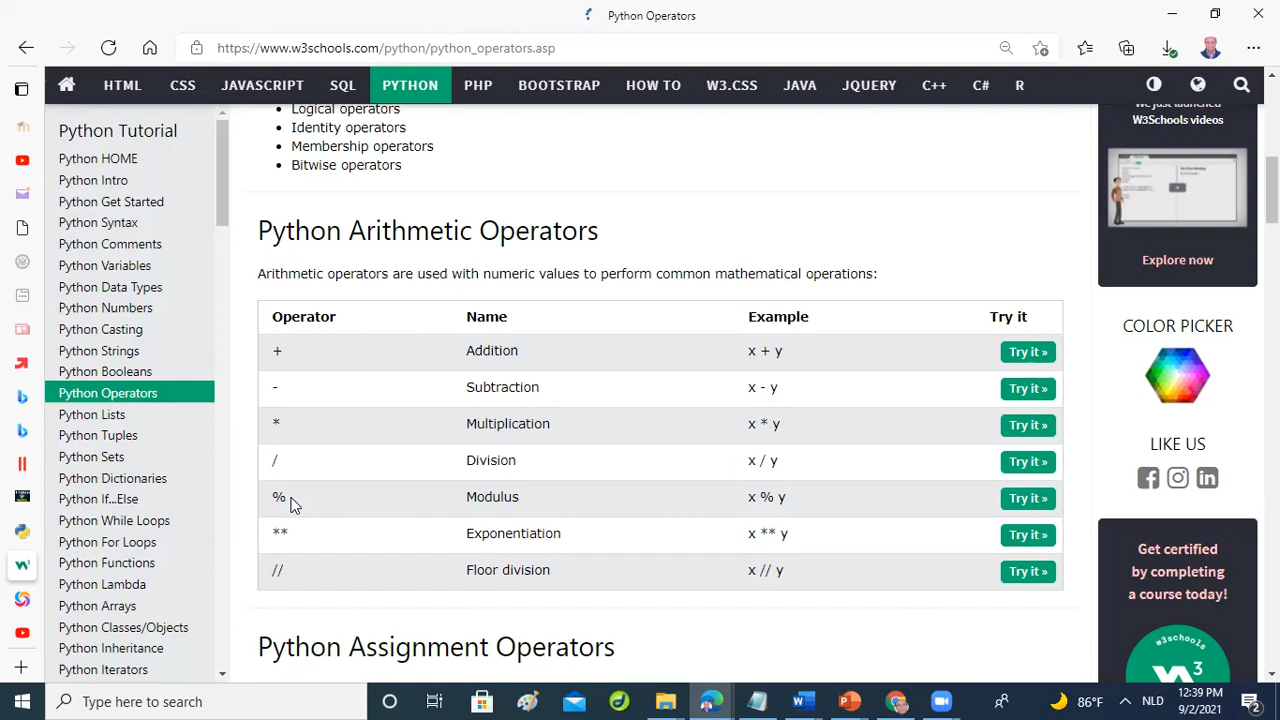 Python Operators
https://www.w3schools.com/python/python_operators.asp
HTML CSS JAVASCRIPT SQL PYTHON PHP BOOTSTRAP HOW TO W3.CSS JAVA JQUERY C++ C# R
Python Tutorial
Python HOME
Python Intro
Python Get Started
Python Syntax
Python Comments
Python Variables
Python Data Types
Python Numbers
Python Casting
Python Strings
Python Booleans
Python Operators
Python Lists
Python Tuples
Python Sets
Python Dictionaries
Python If...Else
Python While Loops
Python For Loops
Python Functions
Python Lambda
Python Arrays
Python Classes/Objects
Python Inheritance
Python Iterators
Logical operators
Identity operators
Membership operators
Bitwise operators
Python Arithmetic Operators
Arithmetic operators are used with numeric values to perform common mathematical operations:
Operator Name Example Try it
+ Addition x + y Try it »
- Subtraction x - y Try it »
* Multiplication x * y Try it »
/ Division x / y Try it »
% Modulus x % y Try it »
** Exponentiation x ** y Try it »
// Floor division x // y Try it »
Python Assignment Operators
We just launched
W3Schools videos
Explore now
COLOR PICKER
LIKE US
Get certified
by completing
a course today!
w3schools
W3
Type here to search
86°F
NLD
12:39 PM
9/2/2021
2